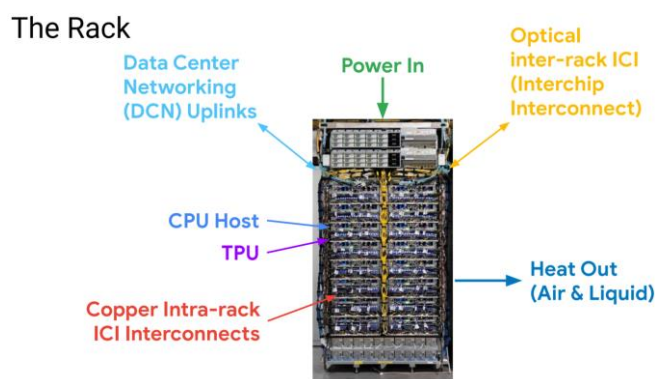 The Rack
Data Center
Networking
(DCN) Uplinks
Power In
Optical
inter-rack ICI
(Interchip
Interconnect)
CPU Host
TPU
Copper Intra-rack
ICI Interconnects
Heat Out
(Air & Liquid)